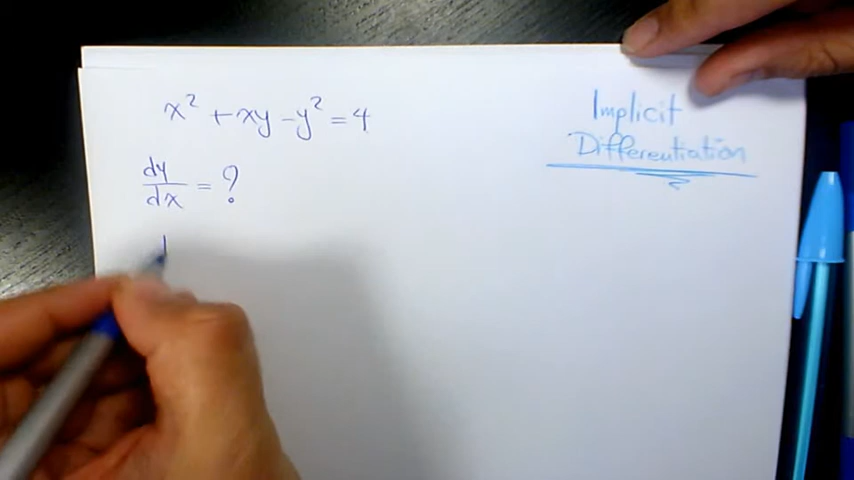 x² + xy - y² = 4
dy/dx = ?
Implicit
Differentiation